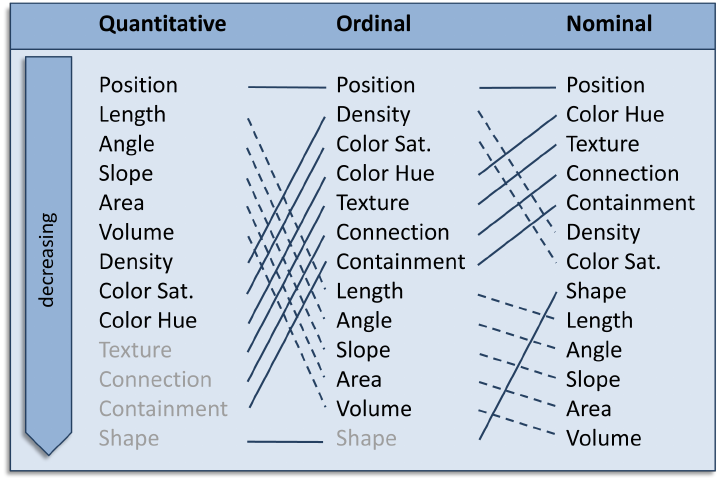 Quantitative Ordinal Nominal
decreasing
Position Position Position
Length Density Color Hue
Angle Color Sat. Texture
Slope Color Hue Connection
Area Texture Containment
Volume Connection Density
Density Containment Color Sat.
Color Sat. Length Shape
Color Hue Angle Length
Texture Slope Angle
Connection Area Slope
Containment Volume Area
Shape Shape Volume